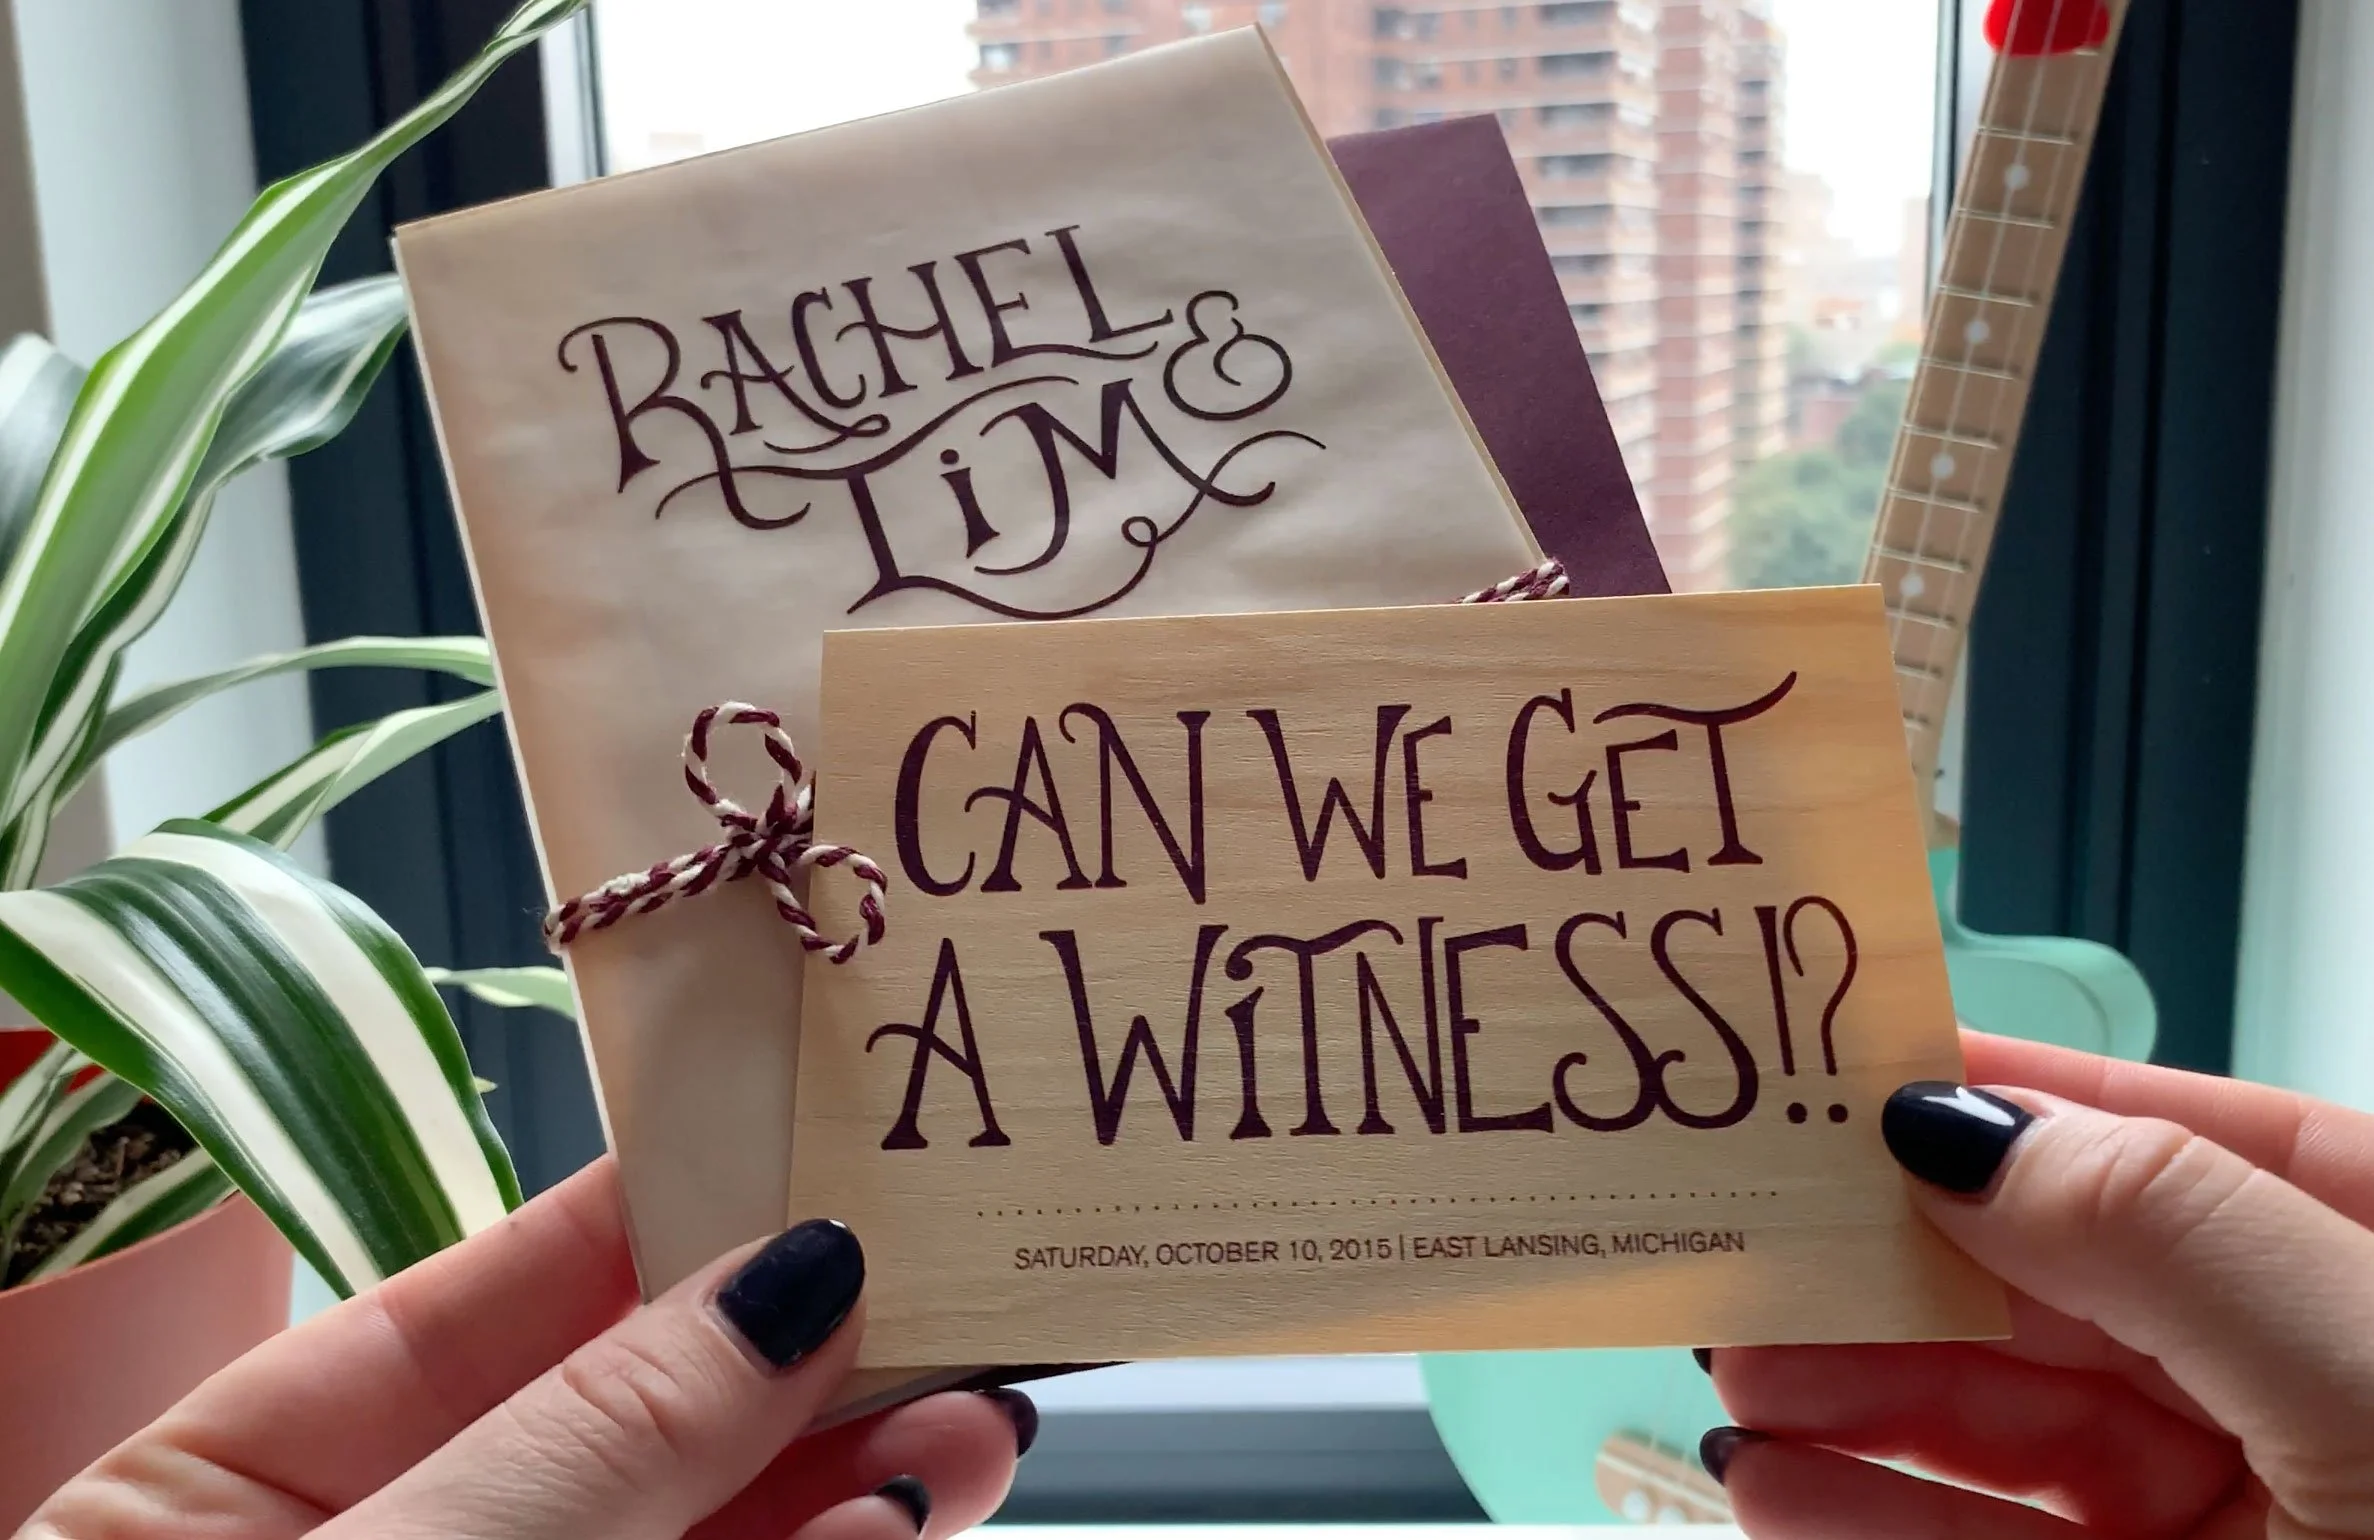 RACHEL &
LiM
CAN WE GET
A WiTNESS!?
SATURDAY, OCTOBER 10, 2015 | EAST LANSING, MICHIGAN